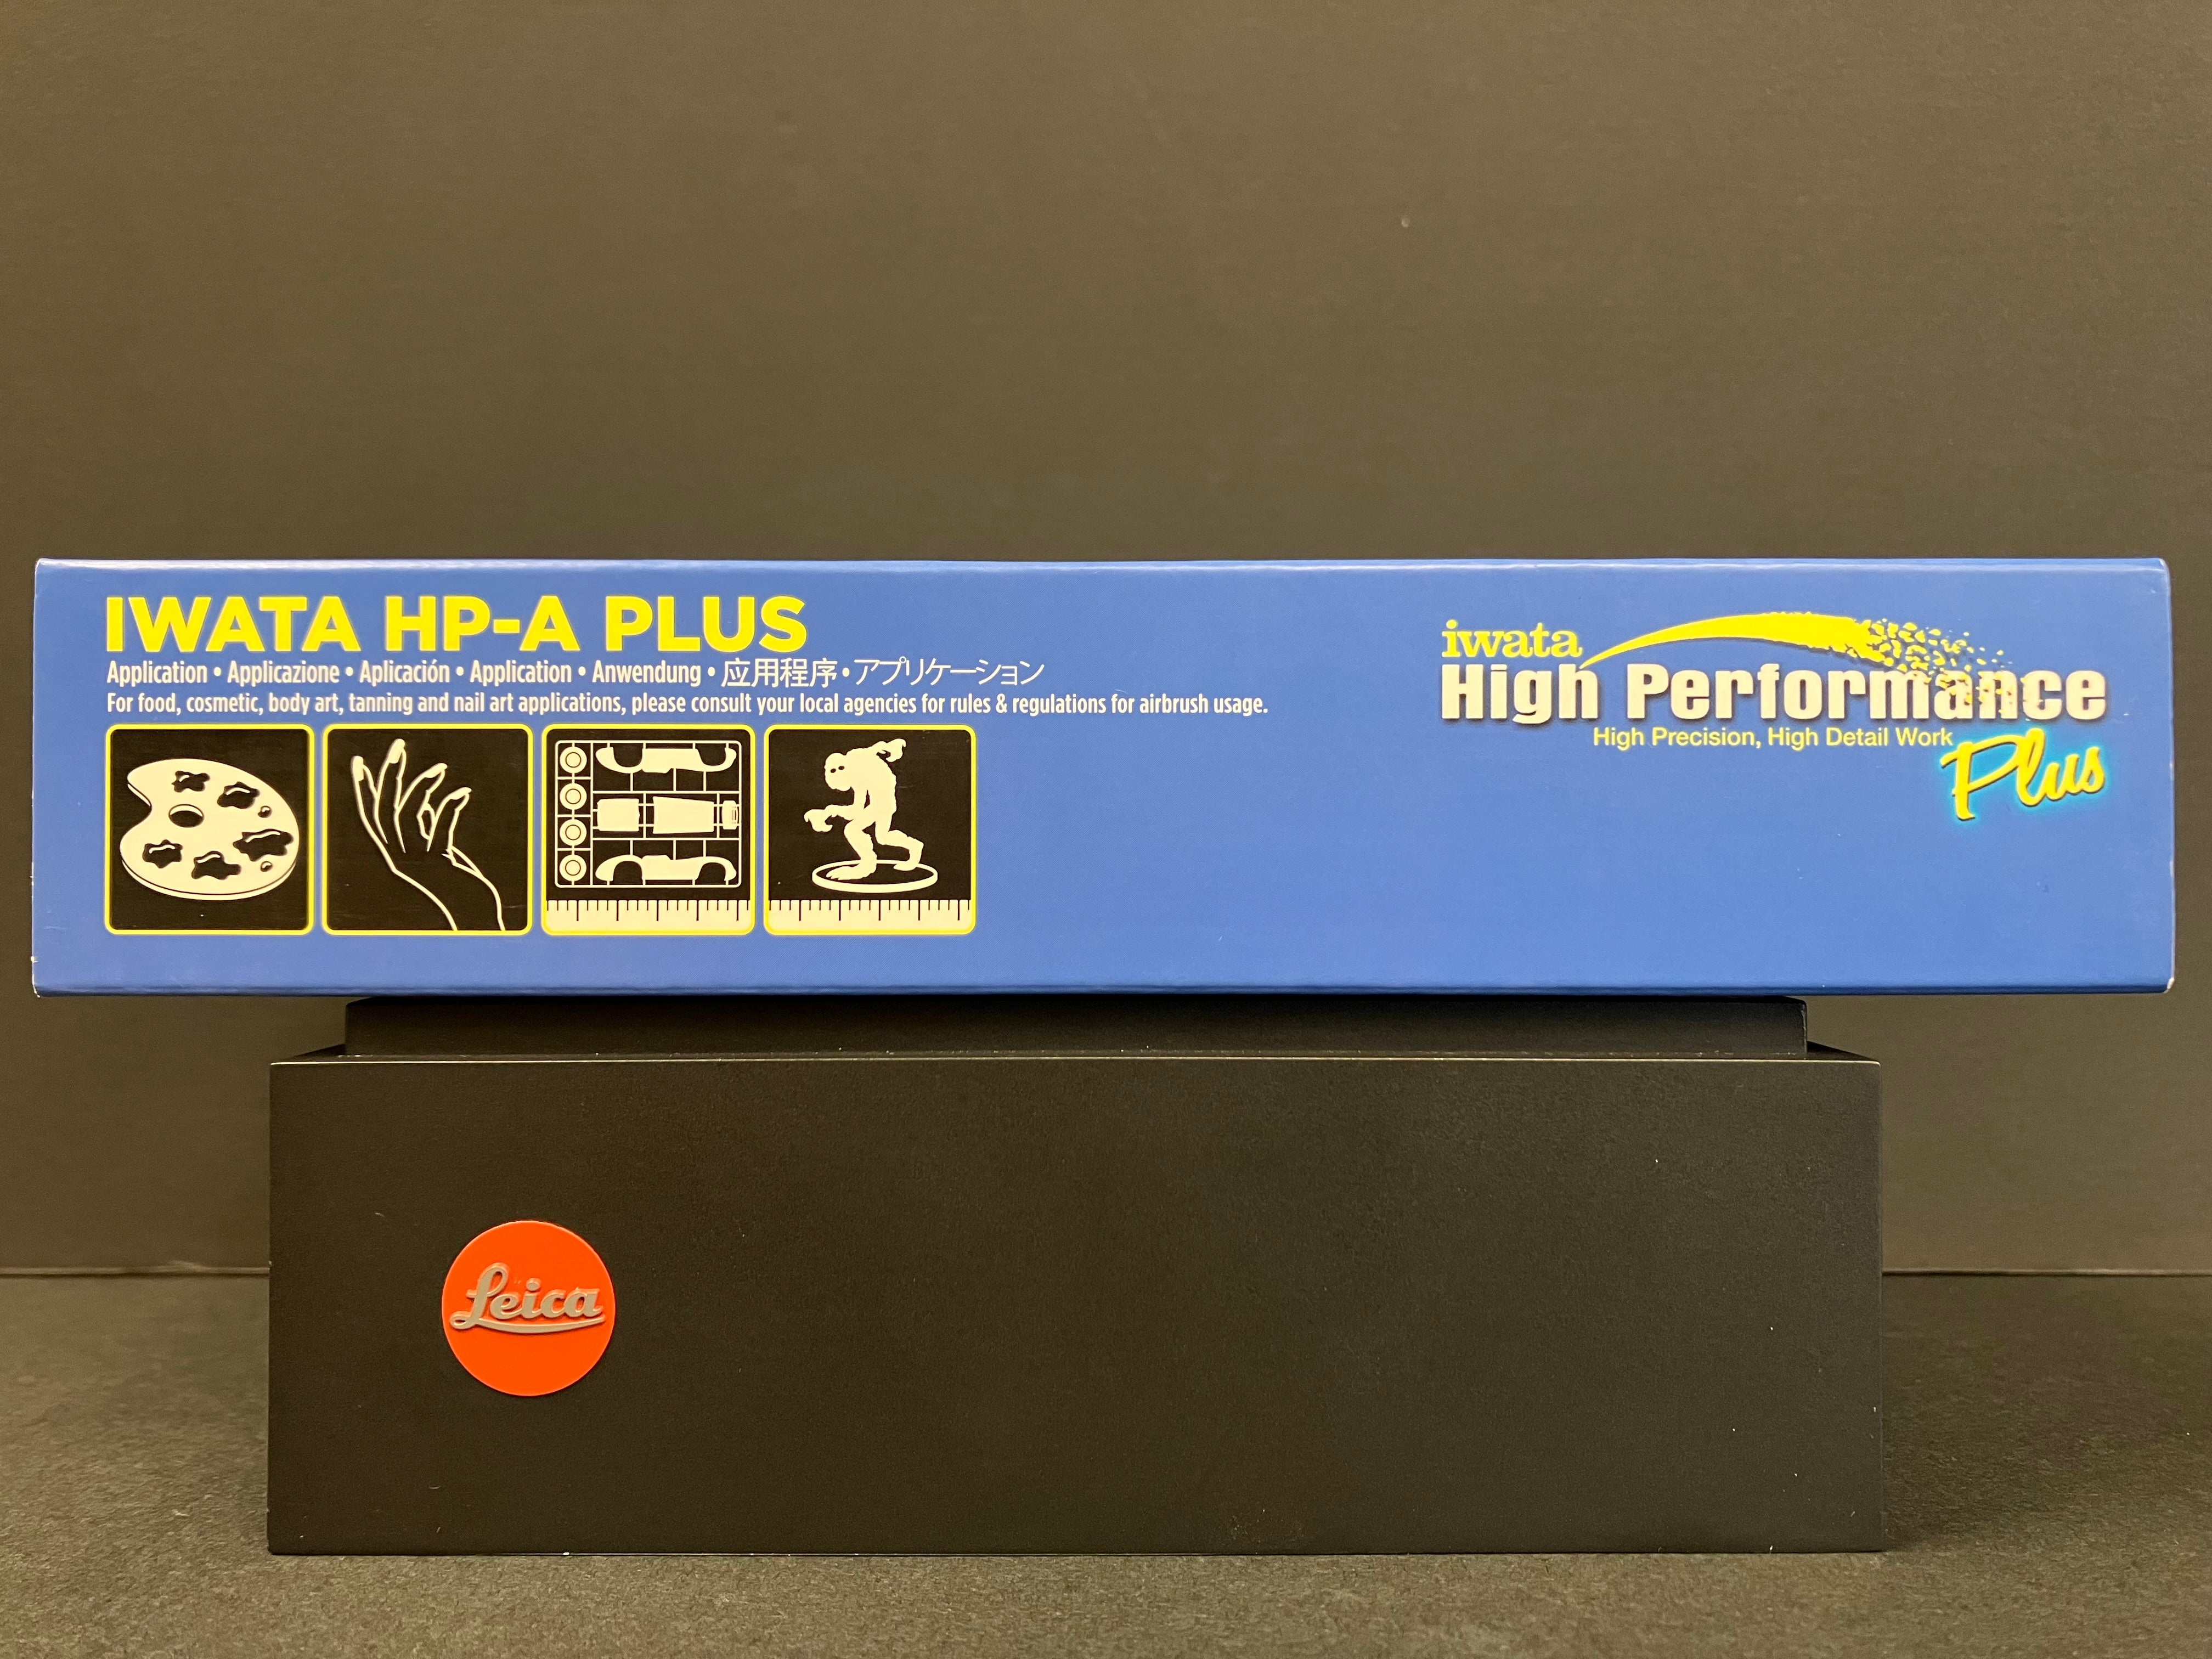 IWATA HP-A PLUS
Application • Applicazione • Aplicación • Application • Anwendung • 应用程序 • アプリケーション
For food, cosmetic, body art, tanning and nail art applications, please consult your local agencies for rules & regulations for airbrush usage.
iwata
High Performance
High Precision, High Detail Work
Plus
Leica